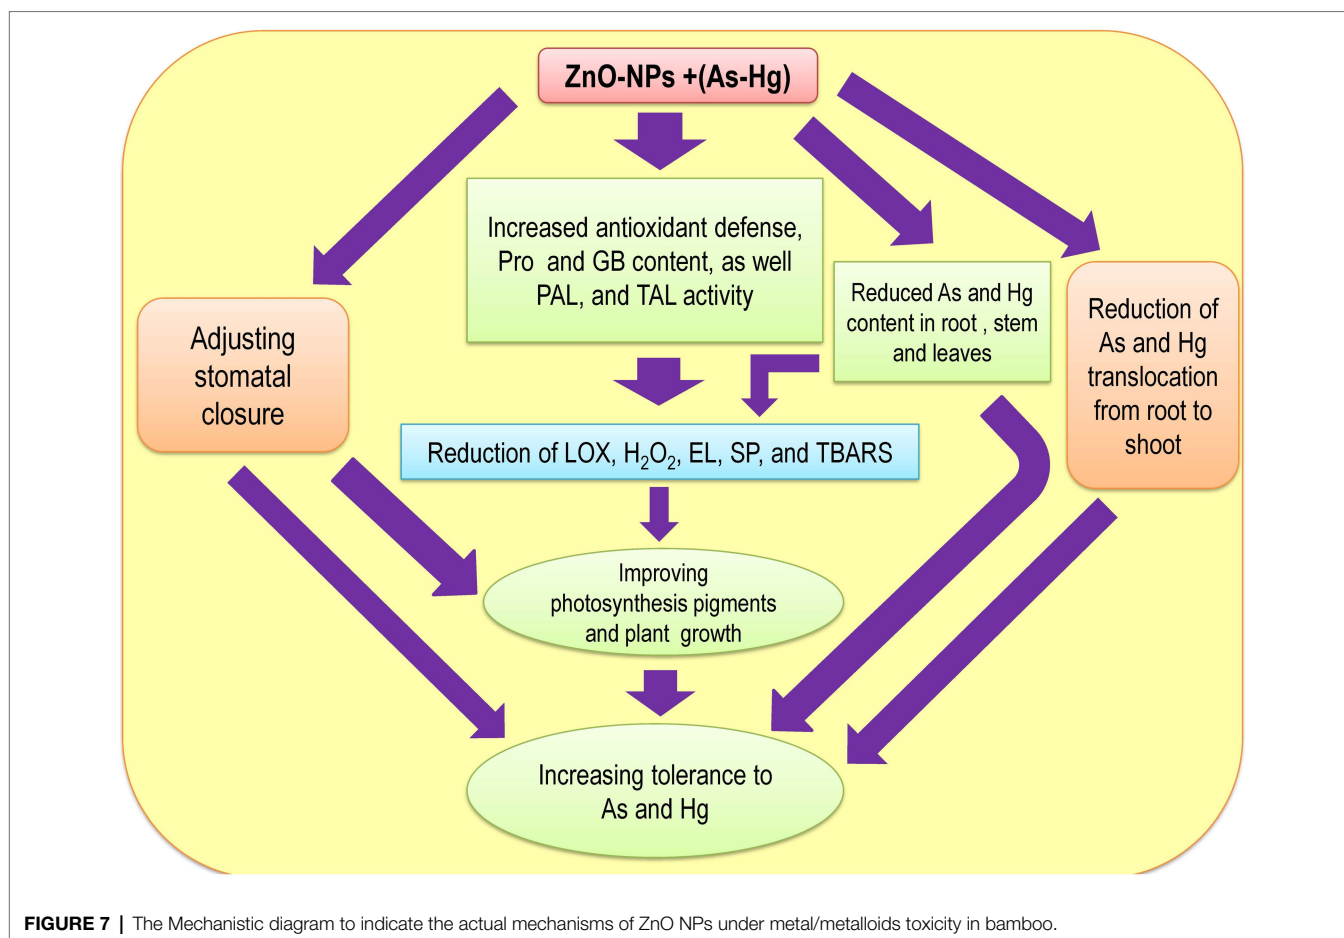 ZnO-NPs +(As-Hg)
Increased antioxidant defense,
Pro and GB content, as well
PAL, and TAL activity
Reduced As and Hg
content in root , stem
and leaves
Reduction of
As and Hg
translocation
from root to
shoot
Adjusting
stomatal
closure
Reduction of LOX, H₂O₂, EL, SP, and TBARS
Improving
photosynthesis pigments
and plant growth
Increasing tolerance to
As and Hg
FIGURE 7 | The Mechanistic diagram to indicate the actual mechanisms of ZnO NPs under metal/metalloids toxicity in bamboo.